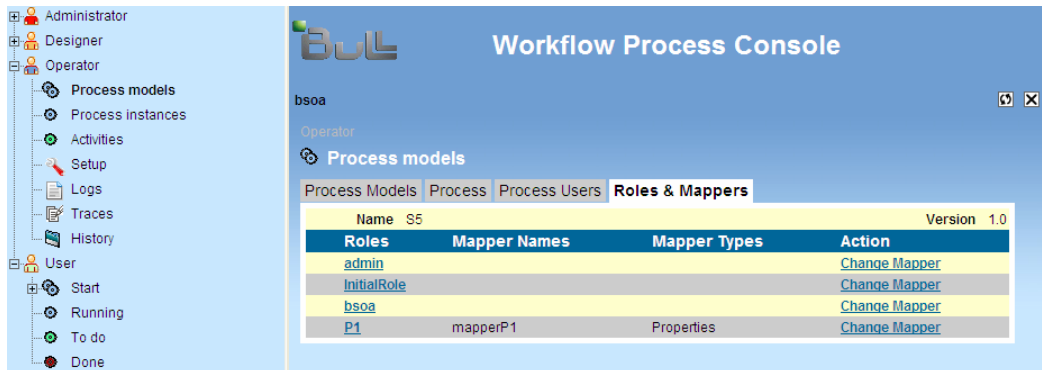 Administrator
Designer
Operator
Process models
Process instances
Activities
Setup
Logs
Traces
History
User
Start
Running
To do
Done
Bull
Workflow Process Console
bsoa
Operator
Process models
Process Models Process Process Users Roles & Mappers
Name S5 Version 1.0
Roles Mapper Names Mapper Types Action
admin Change Mapper
InitialRole Change Mapper
bsoa Change Mapper
P1 mapperP1 Properties Change Mapper